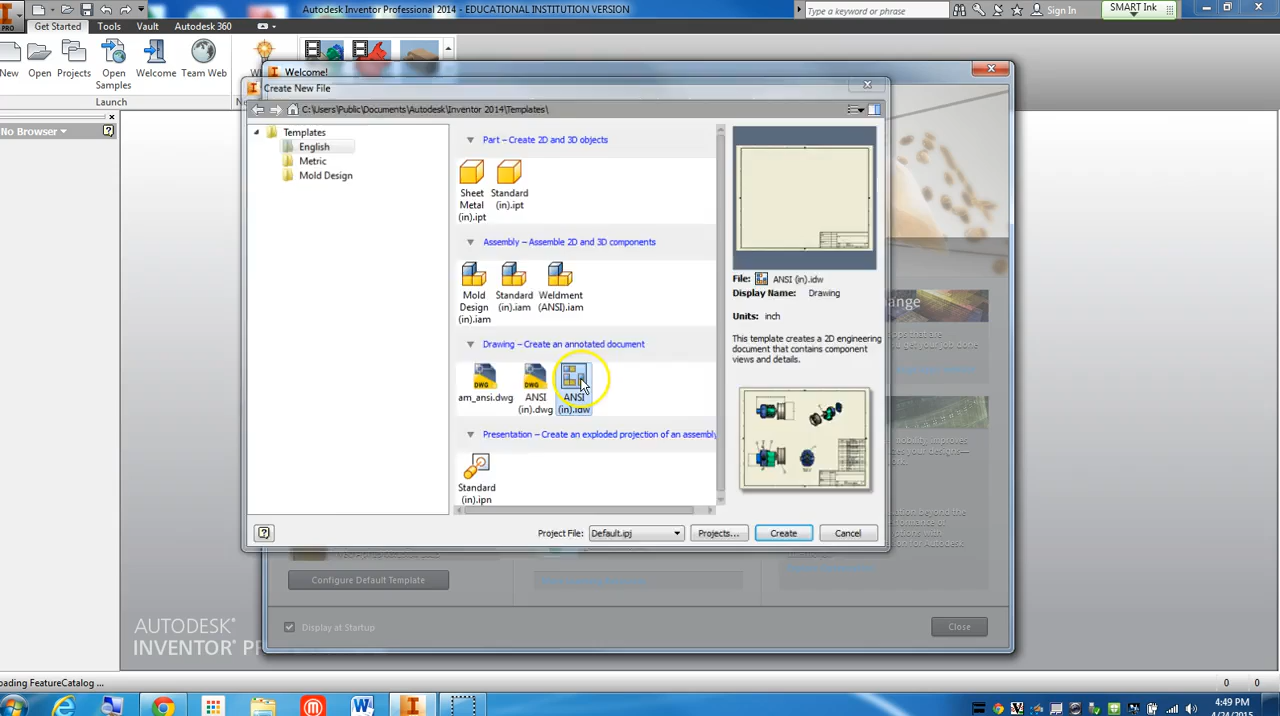 PRO
Autodesk Inventor Professional 2014 - EDUCATIONAL INSTITUTION VERSION
Type a keyword or phrase
Sign In
SMART Ink
Get Started
Tools
Vault
Autodesk 360
New
Open
Projects
Open
Samples
Welcome
Team Web
Launch
No Browser
Welcome!
Create New File
C:\Users\Public\Documents\Autodesk\Inventor 2014\Templates\
Templates
English
Metric
Mold Design
Part – Create 2D and 3D objects
Sheet
Metal
(in).ipt
Standard
(in).ipt
Assembly – Assemble 2D and 3D components
Mold
Design
(in).iam
Standard
(in).iam
Weldment
(ANSI).iam
Drawing – Create an annotated document
DWG
am_ansi.dwg
DWG
ANSI
(in).dwg
ANSI
(in).idw
Presentation – Create an exploded projection of an assembly
Standard
(in).ipn
File: ANSI (in).idw
Display Name: Drawing
Units: inch
This template creates a 2D engineering
document that contains component
views and details.
Project File:
Default.ipj
Projects...
Create
Cancel
Configure Default Template
Display at Startup
Close
AUTODESK®
INVENTOR P
oading FeatureCatalog ...
0
0
4:49 PM
4/24/2015